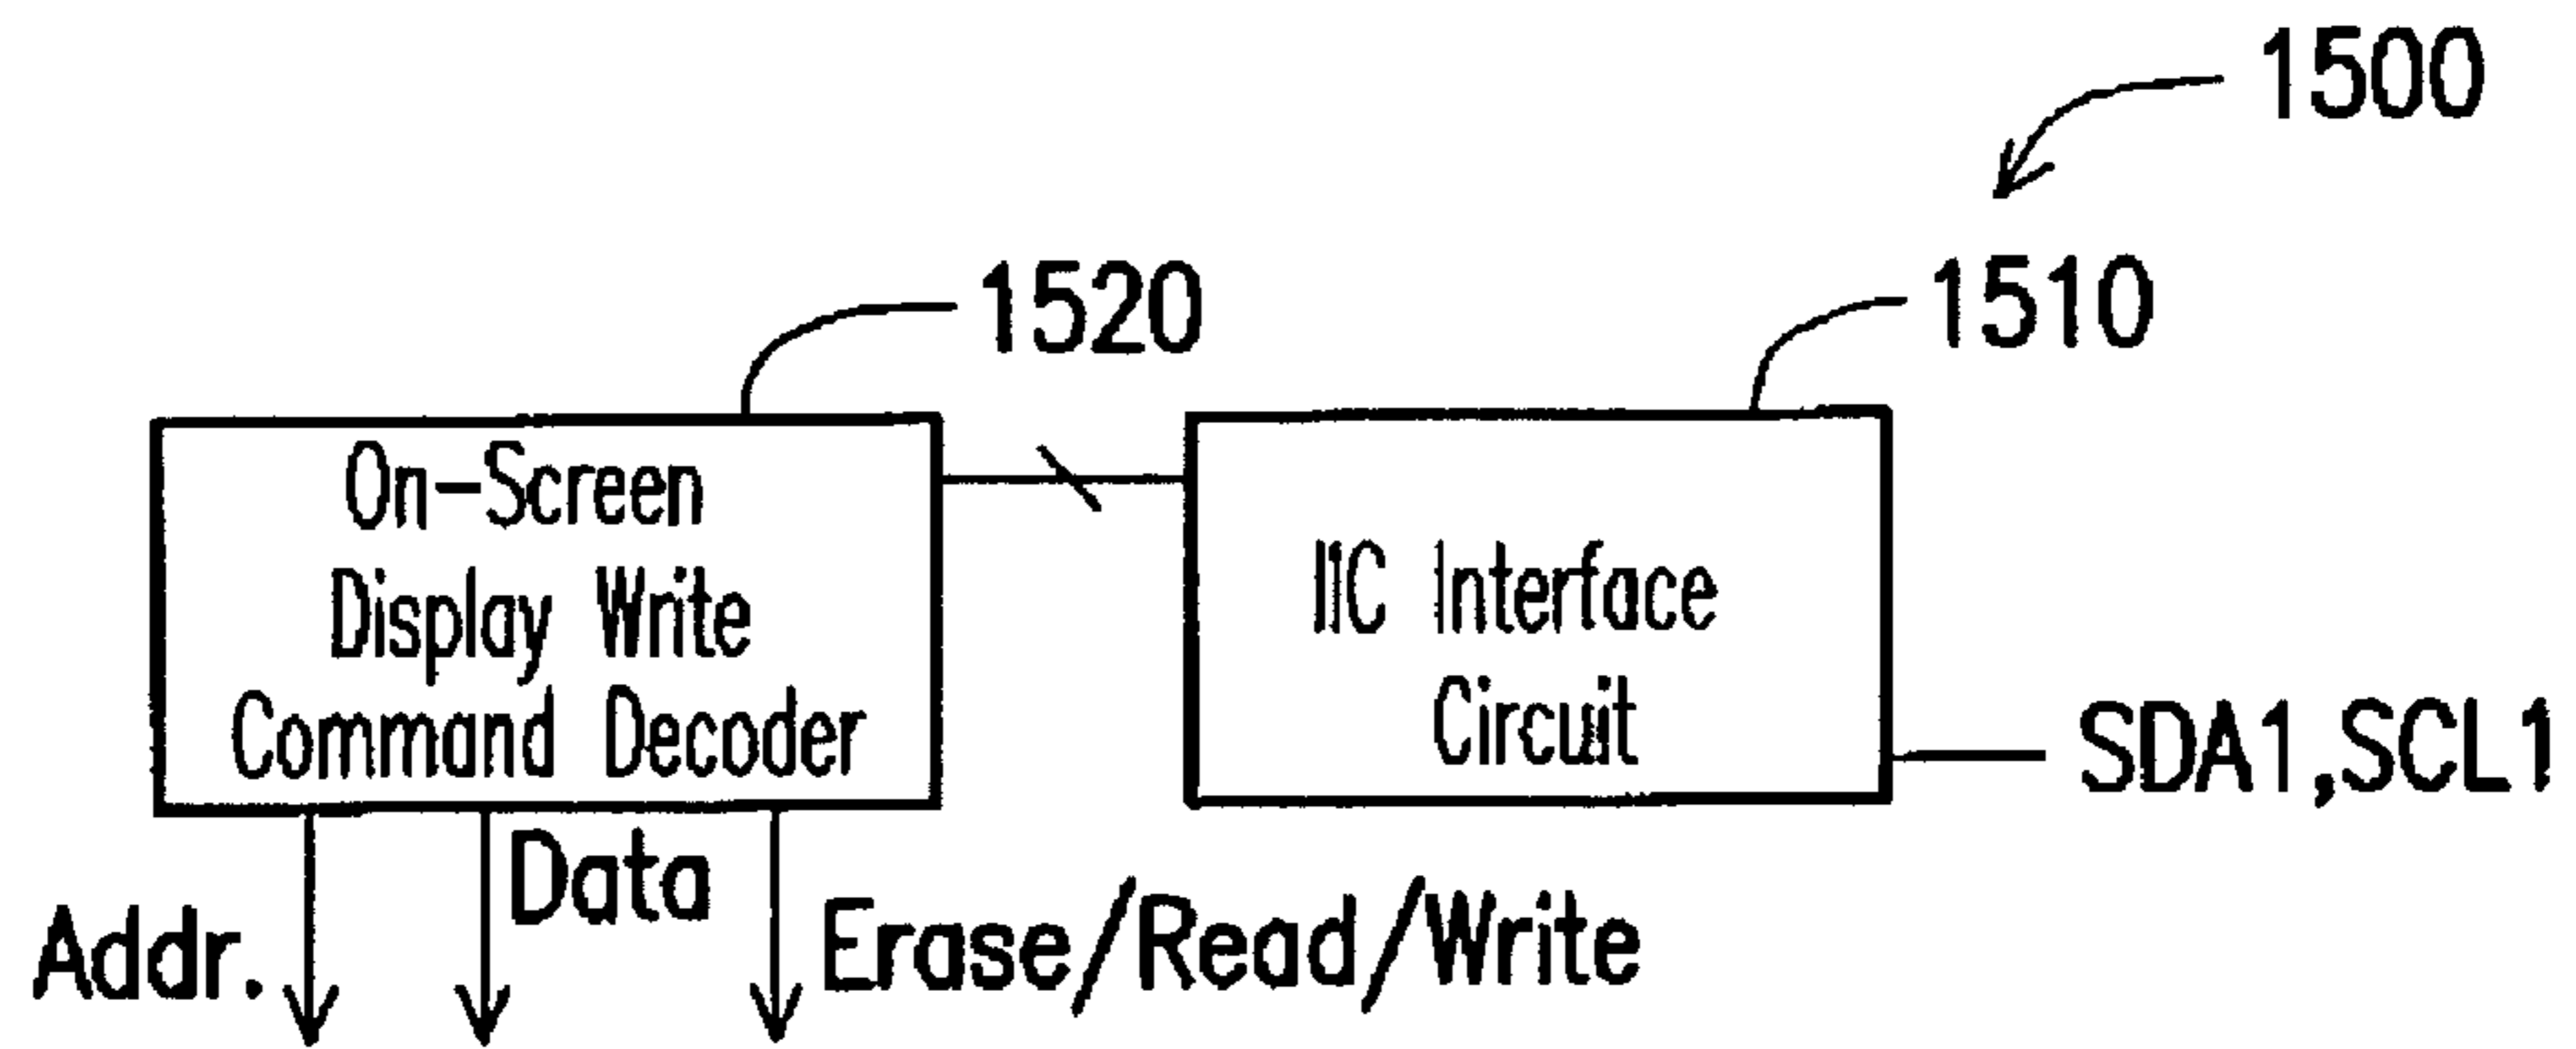 1500
1520
1510
On-Screen
Display Write
Command Decoder
IIC Interface
Circuit
SDA1,SCL1
Data
Addr.
Erase/Read/Write